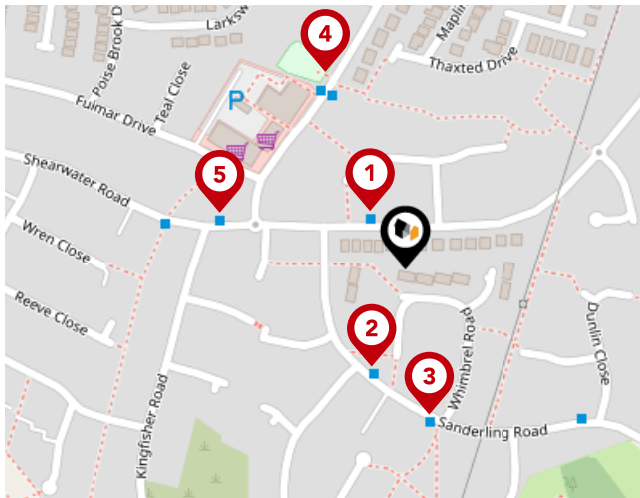 Larksw
Poise Brook D
Teal Close
Fulmar Drive
P
4
Maplin
Thaxted Drive
Shearwater Road
5
1
Wren Close
Reeve Close
2
3
Whimbrel Road
Dunlin Close
Sanderling Road
Kingfisher Road